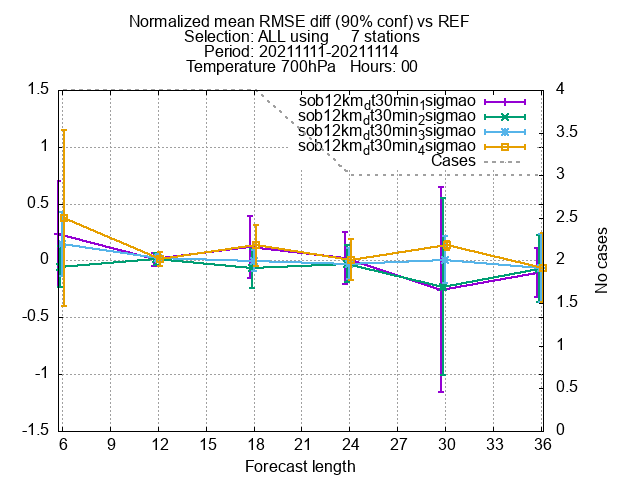 Normalized mean RMSE diff (90% conf) vs REF
Selection: ALL using     7 stations
Period: 20211111-20211114
Temperature 700hPa   Hours: 00
sob12km_dt30min_1sigmao
sob12km_dt30min_2sigmao
sob12km_dt30min_3sigmao
sob12km_dt30min_4sigmao
Cases
1.5
1
0.5
0
-0.5
-1
-1.5
4
3.5
3
2.5
2
1.5
1
0.5
0
No cases
6 9 12 15 18 21 24 27 30 33 36
Forecast length